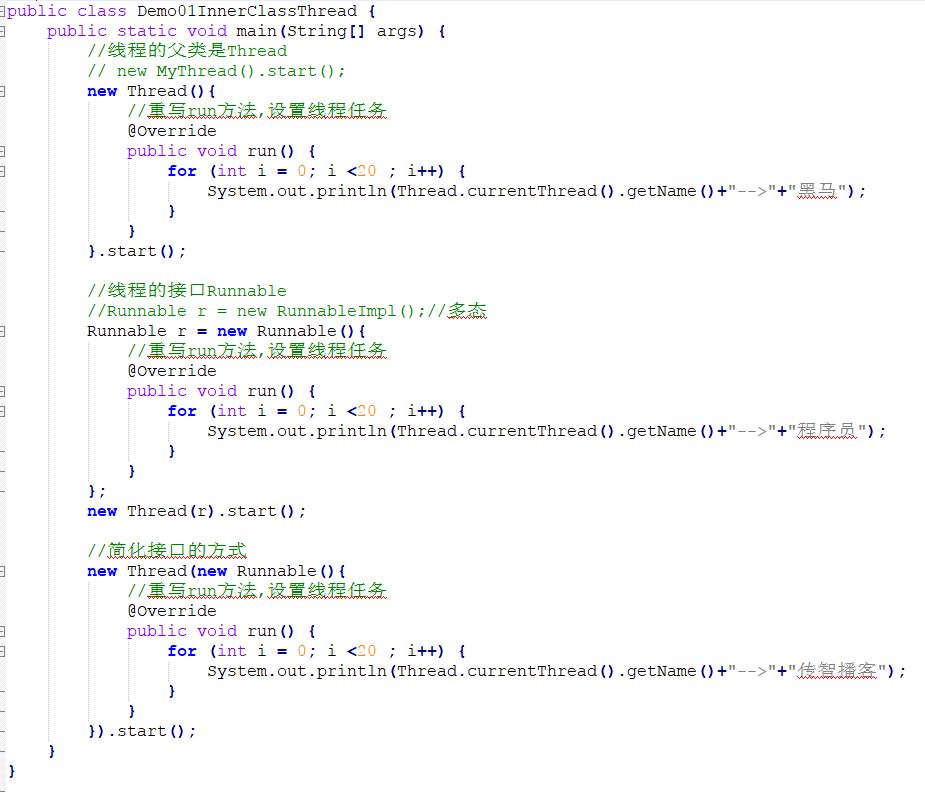 public class Demo01InnerClassThread {
    public static void main(String[] args) {
        //线程的父类是Thread
        // new MyThread().start();
        new Thread(){
            //重写run方法,设置线程任务
            @Override
            public void run() {
                for (int i = 0; i <20 ; i++) {
                    System.out.println(Thread.currentThread().getName()+"-->"+"黑马");
                }
            }
        }.start();

        //线程的接口Runnable
        //Runnable r = new RunnableImpl();//多态
        Runnable r = new Runnable(){
            //重写run方法,设置线程任务
            @Override
            public void run() {
                for (int i = 0; i <20 ; i++) {
                    System.out.println(Thread.currentThread().getName()+"-->"+"程序员");
                }
            }
        };
        new Thread(r).start();

        //简化接口的方式
        new Thread(new Runnable(){
            //重写run方法,设置线程任务
            @Override
            public void run() {
                for (int i = 0; i <20 ; i++) {
                    System.out.println(Thread.currentThread().getName()+"-->"+"传智播客");
                }
            }
        }).start();
    }
}